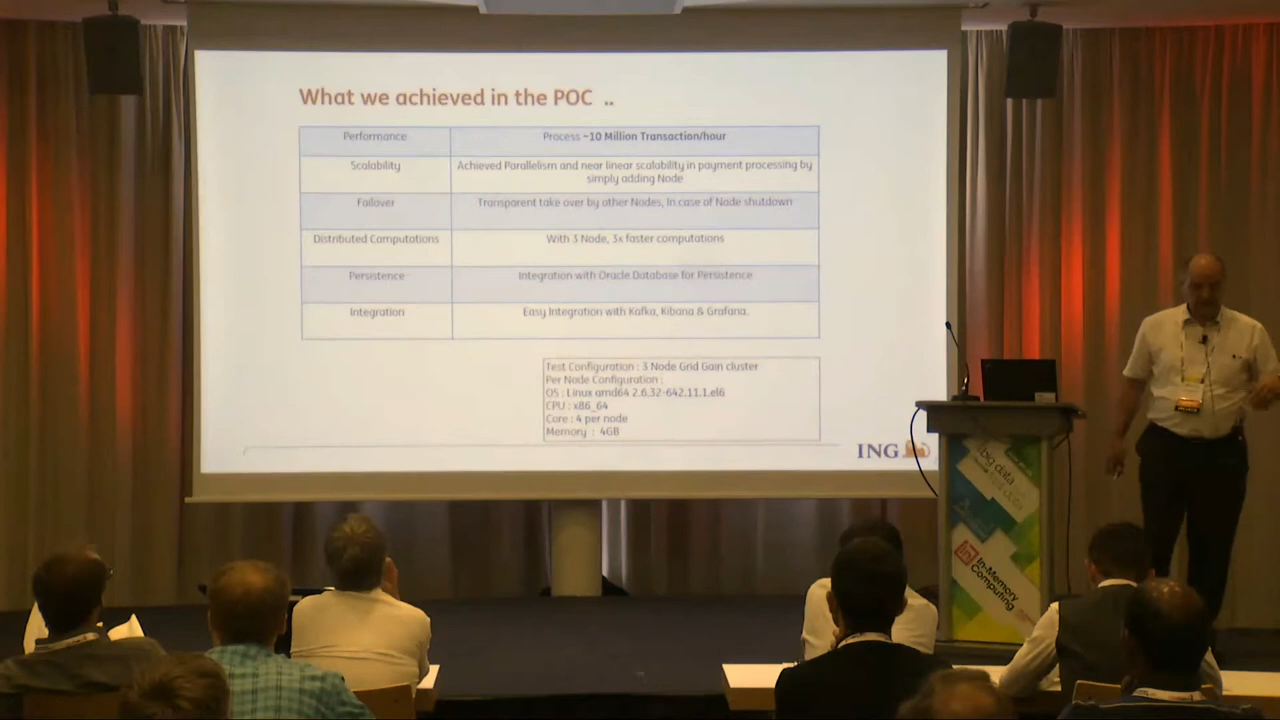 What we achieved in the POC ..
Performance
Process ~10 Million Transaction/hour
Scalability
Achieved Parallelism and near linear scalability in payment processing by
simply adding Node
Failover
Transparent take over by other Nodes, In case of Node shutdown
Distributed Computations
With 3 Node, 3x faster computations
Persistence
Integration with Oracle Database for Persistence
Integration
Easy Integration with Kafka, Kibana & Grafana.
Test Configuration : 3 Node Grid Gain cluster
Per Node Configuration :
OS : Linux amd64 2.6.32-642.11.1.el6
CPU : x86_64
Core : 4 per node
Memory : 4GB
ING
big data
In-Memory
Computing